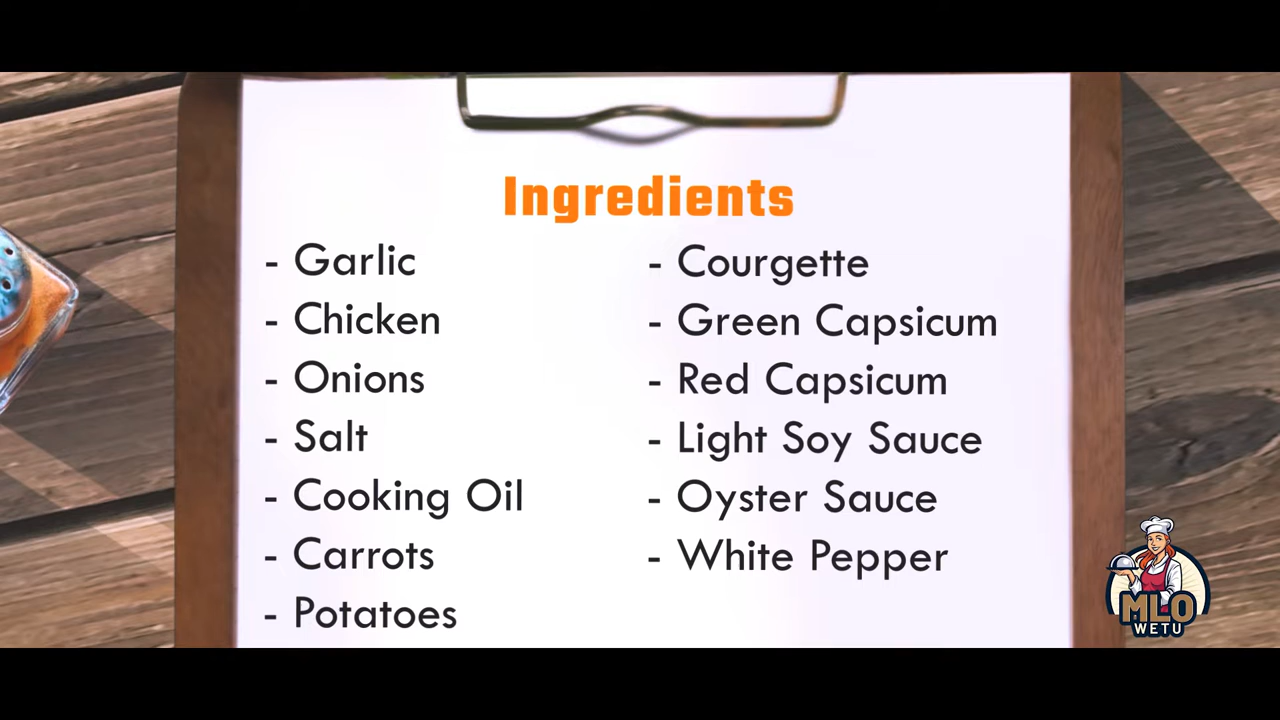 Ingredients
- Garlic
- Chicken
- Onions
- Salt
- Cooking Oil
- Carrots
- Potatoes
- Courgette
- Green Capsicum
- Red Capsicum
- Light Soy Sauce
- Oyster Sauce
- White Pepper
MLO
WETU